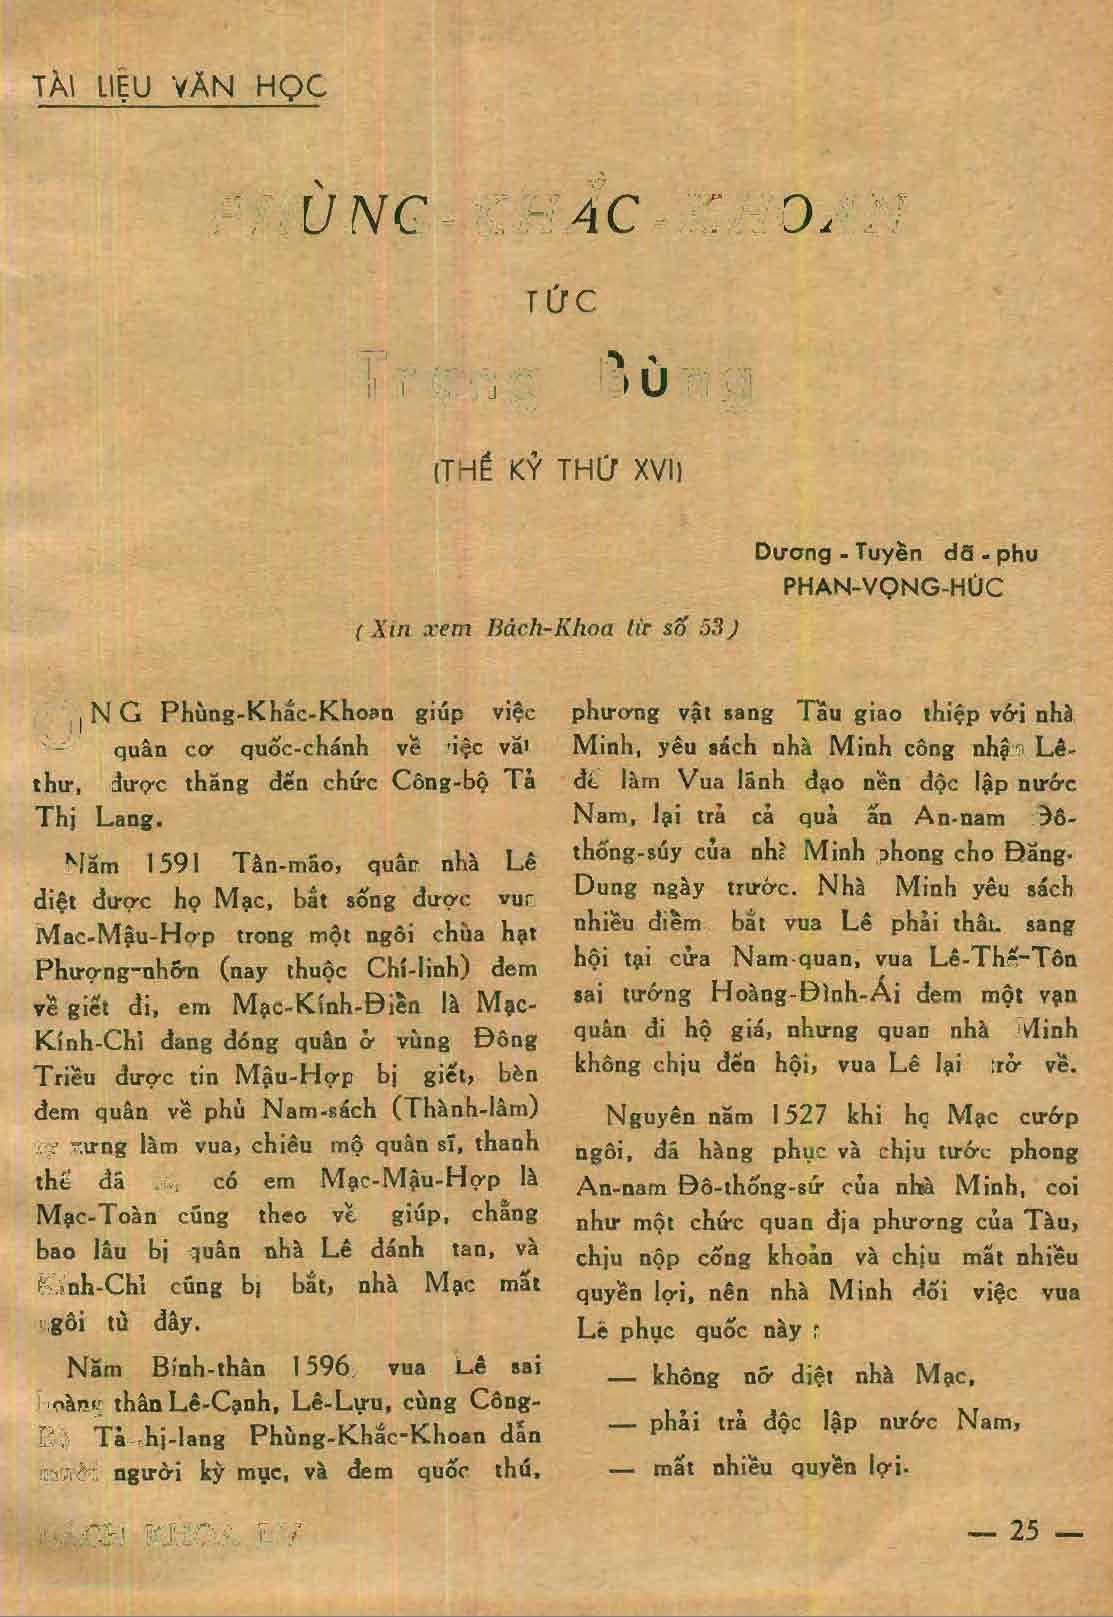 TÀI LIỆU VĂN HỌC
PHÙNG-KHẮC-KHOAN
TỨC
Trạng Bùng
(THẾ KỶ THỨ XVI)
Dương - Tuyền dã - phu
PHAN-VỌNG-HÚC
(Xin xem Bách-Khoa từ số 53)
ÔNG Phùng-Khắc-Khoan giúp việc
quân cơ quốc-chánh về việc văn
thư, được thăng đến chức Công-bộ Tả
Thị Lang.
Năm 1591 Tân-mão, quân nhà Lê
diệt được họ Mạc, bắt sống được vua
Mac-Mậu-Hợp trong một ngôi chùa hạt
Phượng-nhỡn (nay thuộc Chí-linh) đem
về giết đi, em Mạc-Kính-Điền là Mạc-
Kính-Chỉ đang đóng quân ở vùng Đông
Triều được tin Mậu-Hợp bị giết, bèn
đem quân về phủ Nam-sách (Thành-lâm)
xưng làm vua, chiêu mộ quân sĩ, thanh
thế đã có em Mạc-Mậu-Hợp là
Mạc-Toàn cũng theo về giúp, chẳng
bao lâu bị quân nhà Lê đánh tan, và
Kính-Chỉ cũng bị bắt, nhà Mạc mất
ngôi từ đây.
Năm Bính-thân 1596, vua Lê sai
hoàng thân Lê-Cạnh, Lê-Lựu, cùng Công-
Bộ Tả-thị-lang Phùng-Khắc-Khoan dẫn
mười người kỳ mục, và đem quốc thú,
phương vật sang Tầu giao thiệp với nhà
Minh, yêu sách nhà Minh công nhận Lê-
đế làm Vua lãnh đạo nền độc lập nước
Nam, lại trả cả quả ấn An-nam Đô-
thống-súy của nhà Minh phong cho Đăng-
Dung ngày trước. Nhà Minh yêu sách
nhiều điểm bắt vua Lê phải thân sang
hội tại cửa Nam-quan, vua Lê-Thế-Tôn
sai tướng Hoàng-Đình-Ái đem một vạn
quân đi hộ giá, nhưng quan nhà Minh
không chịu đến hội, vua Lê lại trở về.
Nguyên năm 1527 khi họ Mạc cướp
ngôi, đã hàng phục và chịu tước phong
An-nam Đô-thống-sứ của nhà Minh, coi
như một chức quan địa phương của Tàu,
chịu nộp cống khoản và chịu mất nhiều
quyền lợi, nên nhà Minh đối việc vua
Lê phục quốc này :
— không nỡ diệt nhà Mạc,
— phải trả độc lập nước Nam,
— mất nhiều quyền lợi.
BÁCH KHOA LIV
— 25 —